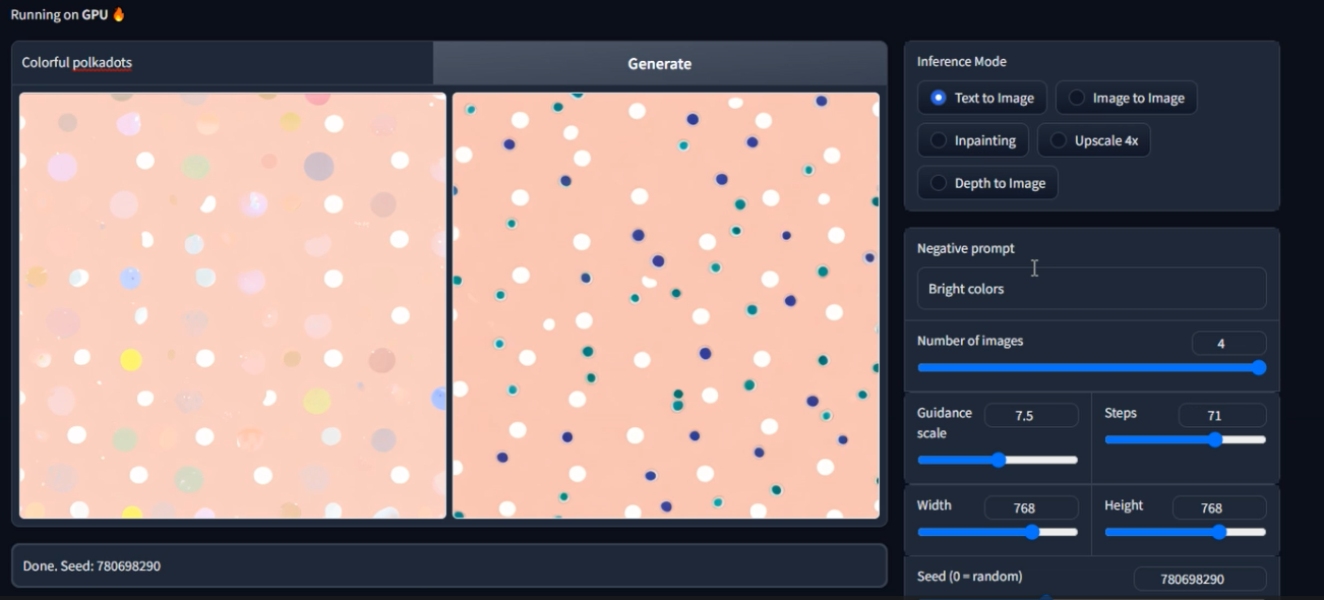 Running on GPU 🔥
Colorful polkadots
Generate
Done. Seed: 780698290
Inference Mode
Text to Image
Image to Image
Inpainting
Upscale 4x
Depth to Image
Negative prompt
Bright colors
Number of images
4
Guidance scale
7.5
Steps
71
Width
768
Height
768
Seed (0 = random)
780698290